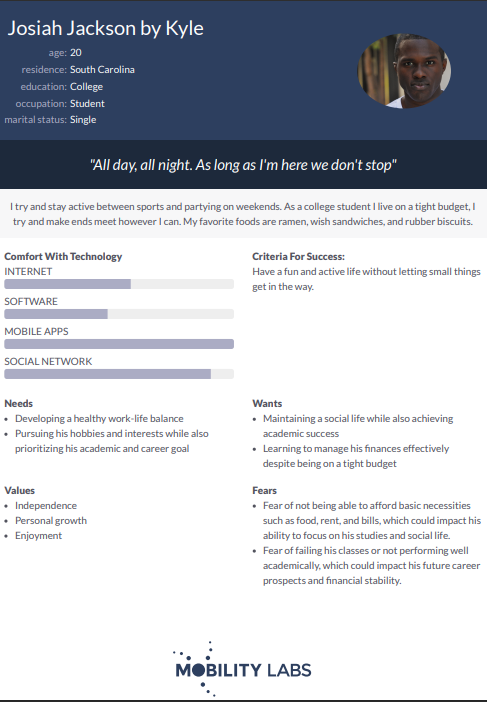 Josiah Jackson by Kyle
age: 20
residence: South Carolina
education: College
occupation: Student
marital status: Single
"All day, all night. As long as I'm here we don't stop"
I try and stay active between sports and partying on weekends. As a college student I live on a tight budget, I
try and make ends meet however I can. My favorite foods are ramen, wish sandwiches, and rubber biscuits.
Comfort With Technology
INTERNET
SOFTWARE
MOBILE APPS
SOCIAL NETWORK
Criteria For Success:
Have a fun and active life without letting small things
get in the way.
Needs
• Developing a healthy work-life balance
• Pursuing his hobbies and interests while also
prioritizing his academic and career goal
Wants
• Maintaining a social life while also achieving
academic success
• Learning to manage his finances effectively
despite being on a tight budget
Values
• Independence
• Personal growth
• Enjoyment
Fears
• Fear of not being able to afford basic necessities
such as food, rent, and bills, which could impact his
ability to focus on his studies and social life.
• Fear of failing his classes or not performing well
academically, which could impact his future career
prospects and financial stability.
MOBILITY LABS